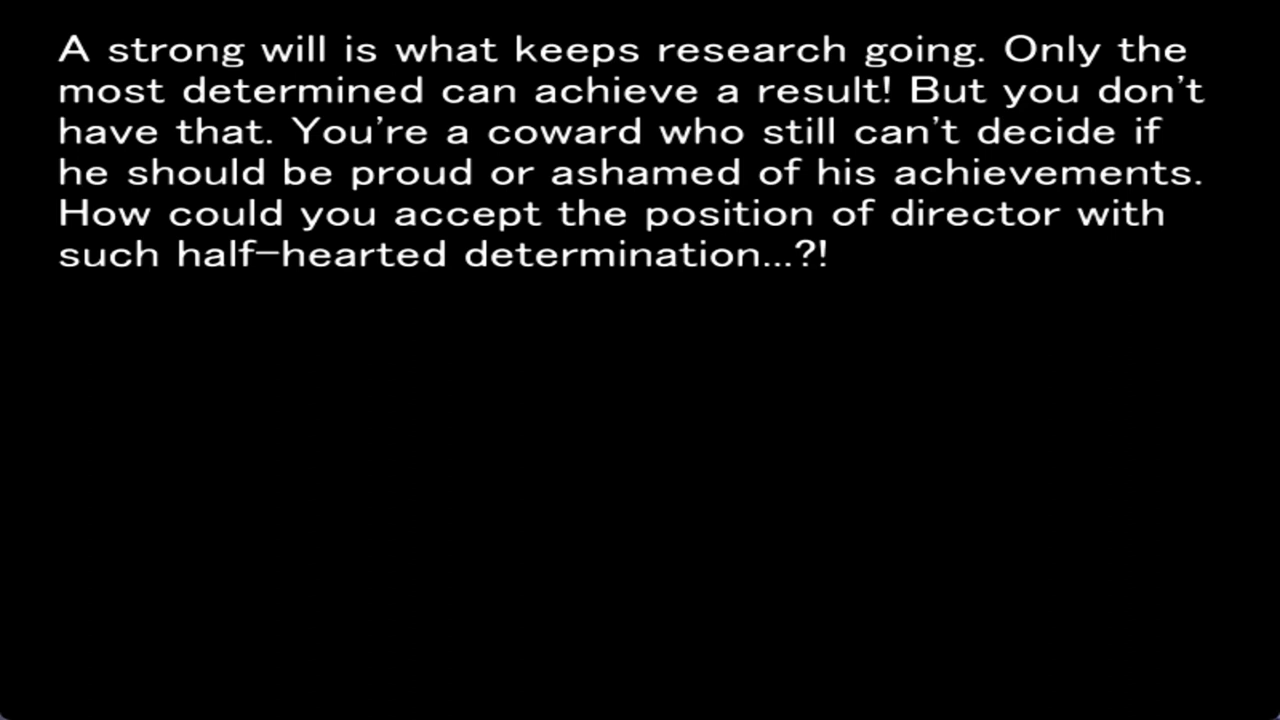 A strong will is what keeps research going. Only the
most determined can achieve a result! But you don't
have that. You're a coward who still can't decide if
he should be proud or ashamed of his achievements.
How could you accept the position of director with
such half-hearted determination...?!